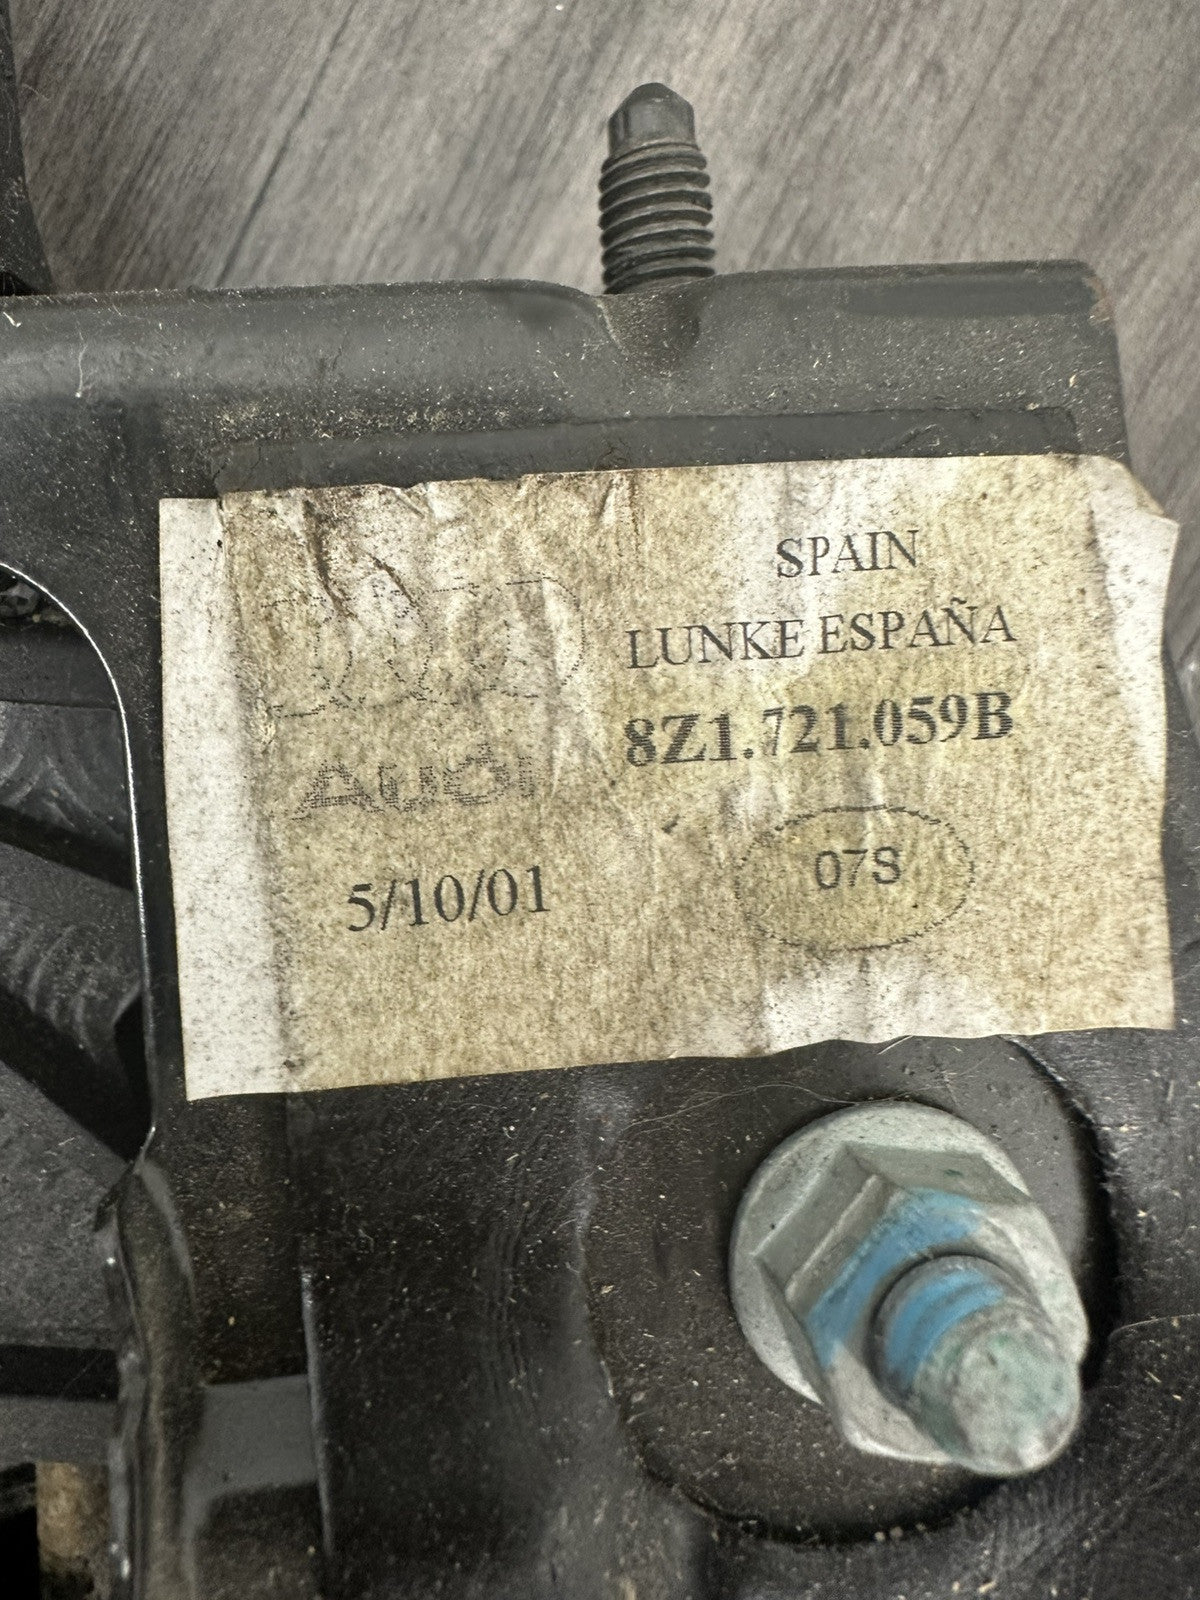 SPAIN
LUNKE ESPAÑA
8Z1.721.059B
Audi
07S
5/10/01